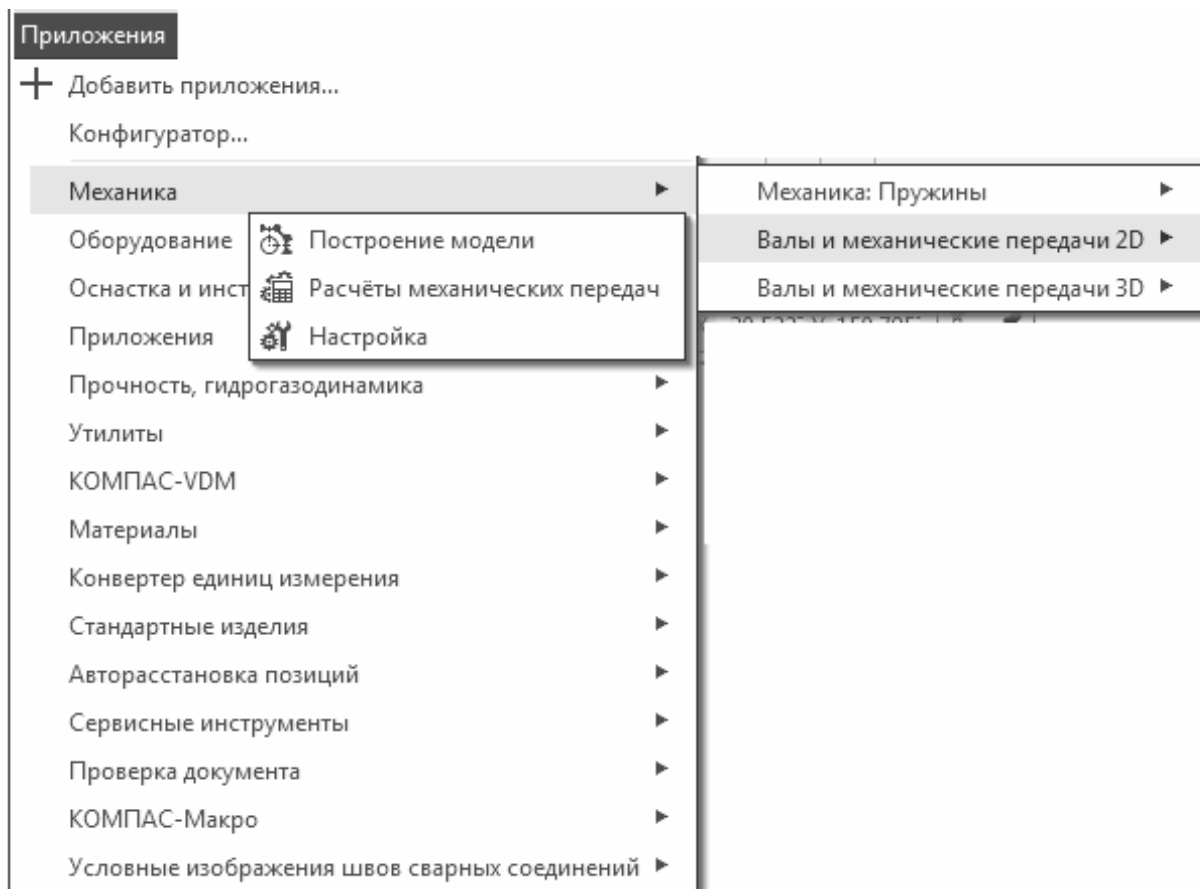 Приложения
Добавить приложения...
Конфигуратор...
Механика
Механика: Пружины
Оборудование
Построение модели
Валы и механические передачи 2D
Оснастка и инст
Расчёты механических передач
Валы и механические передачи 3D
Приложения
Настройка
Прочность, гидрогазодинамика
Утилиты
КОМПАС-VDM
Материалы
Конвертер единиц измерения
Стандартные изделия
Авторасстановка позиций
Сервисные инструменты
Проверка документа
КОМПАС-Макро
Условные изображения швов сварных соединений